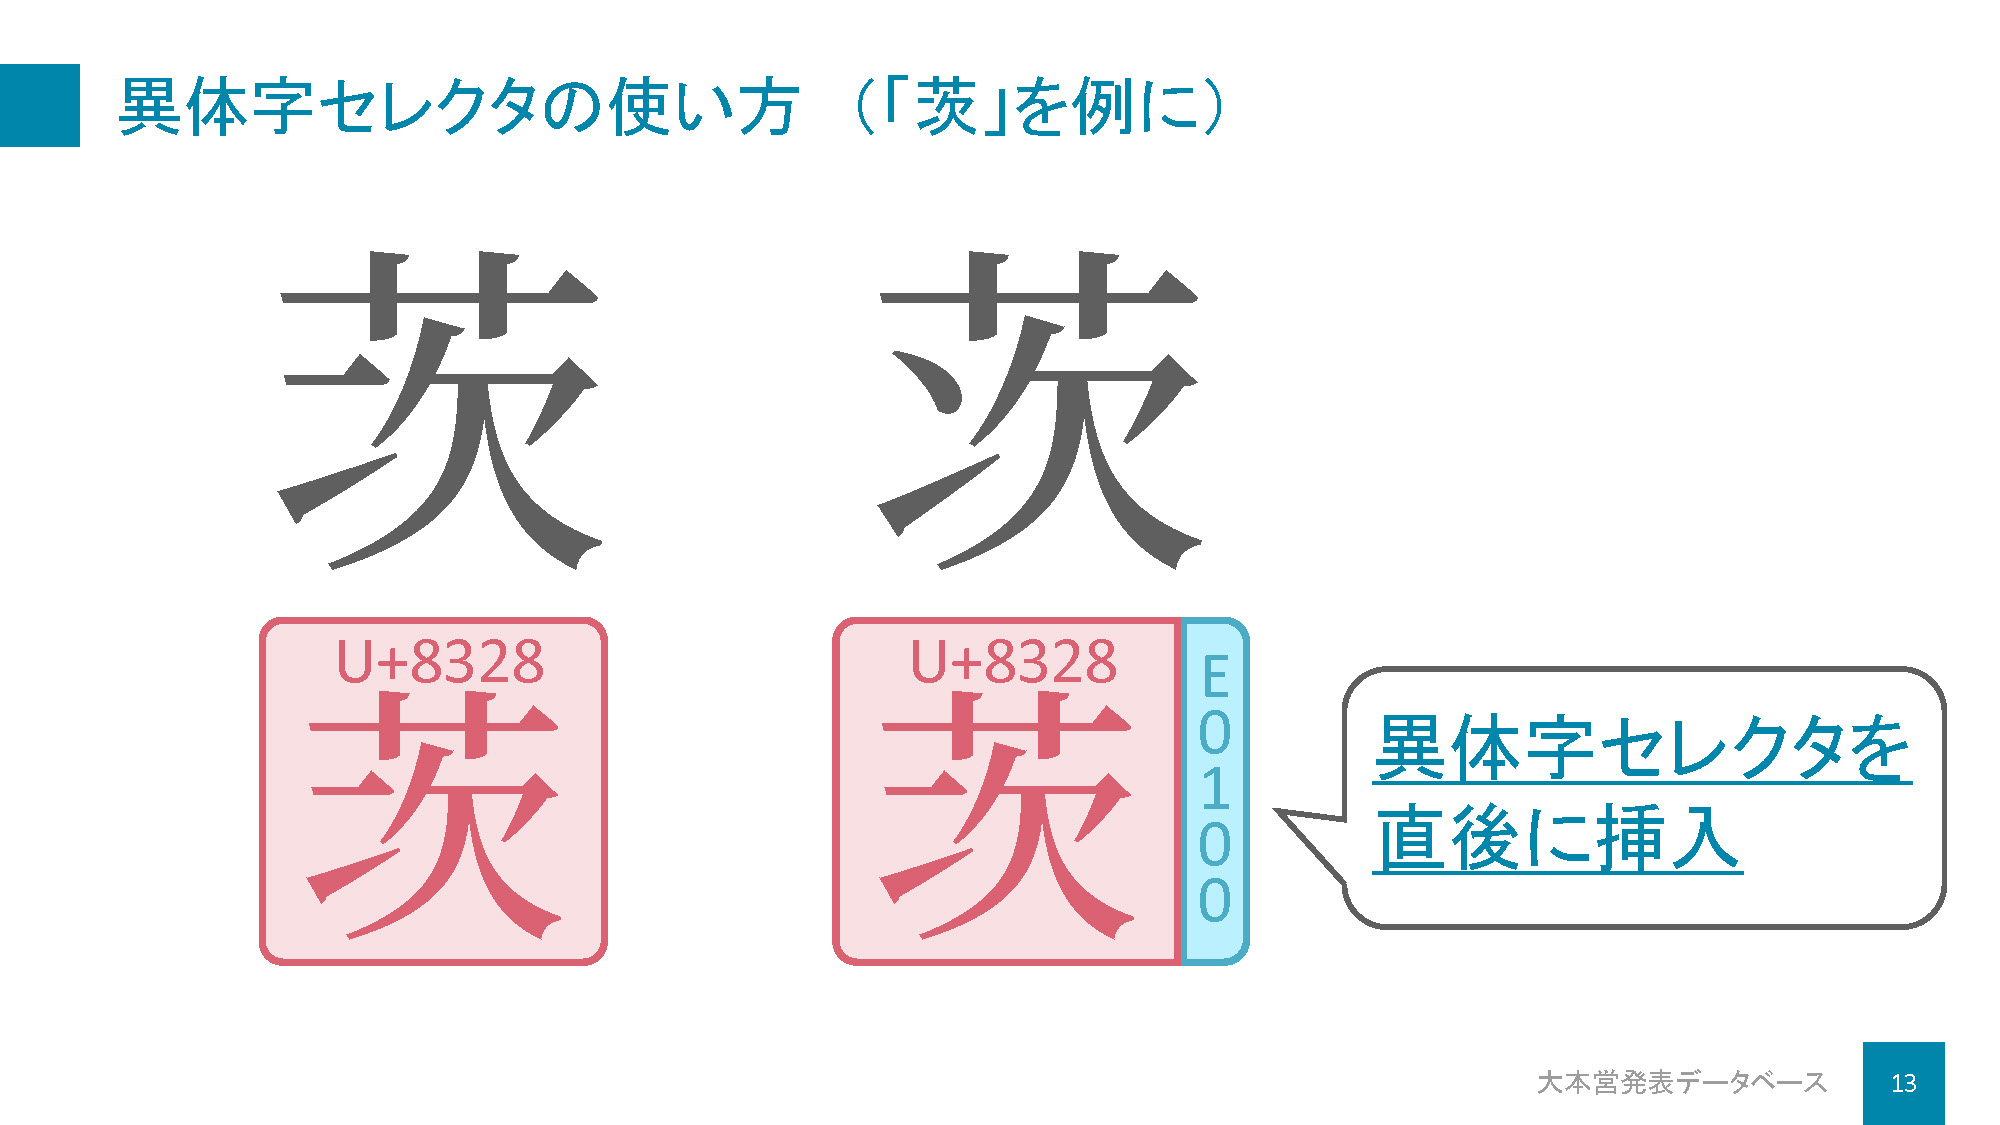 異体字セレクタの使い方 （「茨」を例に）
茨 茨󠄀
U+8328
茨
U+8328
茨
E0100
異体字セレクタを
直後に挿入
大本営発表データベース
13